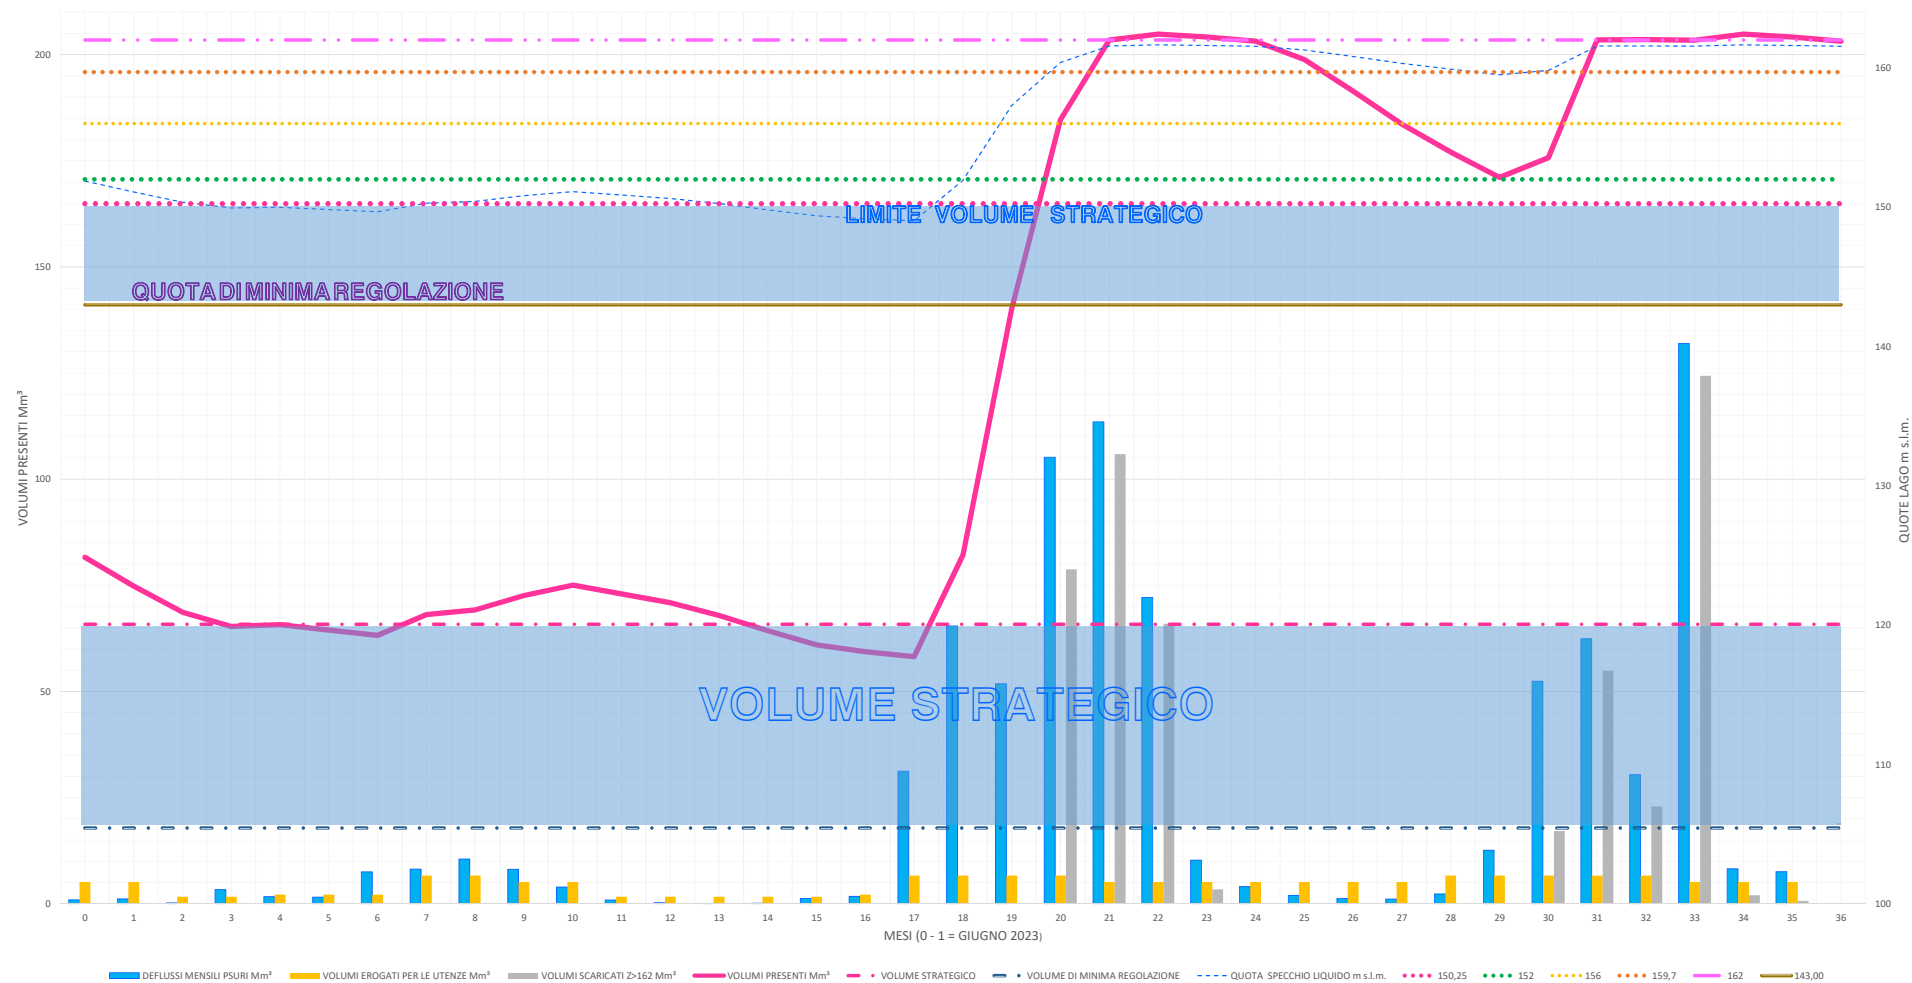 200
150
100
50
0
VOLUMI PRESENTI Mm³
160
150
140
130
120
110
100
QUOTE LAGO m s.l.m.
LIMITE VOLUME STRATEGICO
QUOTA DI MINIMA REGOLAZIONE
VOLUME STRATEGICO
0 1 2 3 4 5 6 7 8 9 10 11 12 13 14 15 16 17 18 19 20 21 22 23 24 25 26 27 28 29 30 31 32 33 34 35 36
MESI (0 - 1 = GIUGNO 2023)
DEFLUSSI MENSILI PSURI Mm³ VOLUMI EROGATI PER LE UTENZE Mm³ VOLUMI SCARICATI Z>162 Mm³ VOLUMI PRESENTI Mm³ VOLUME STRATEGICO VOLUME DI MINIMA REGOLAZIONE QUOTA SPECCHIO LIQUIDO m s.l.m. 150,25 152 156 159,7 162 143,00